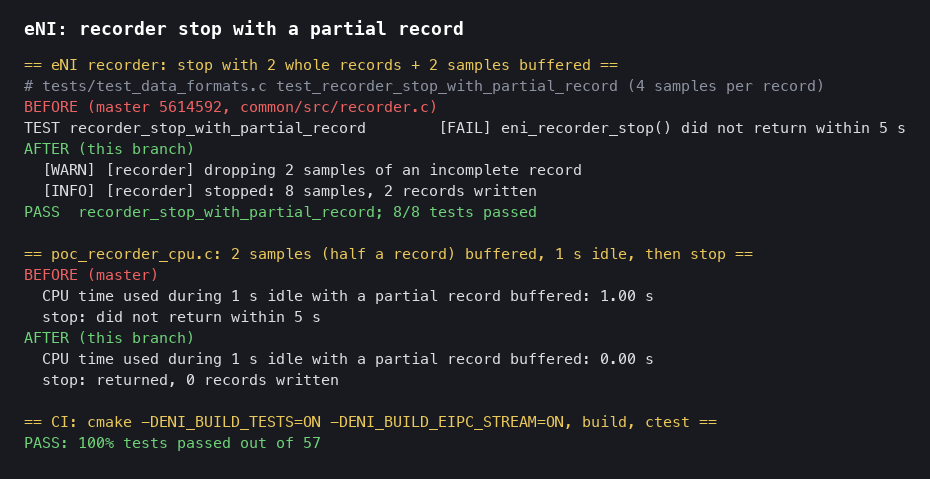 eNI: recorder stop with a partial record
== eNI recorder: stop with 2 whole records + 2 samples buffered ==
# tests/test_data_formats.c test_recorder_stop_with_partial_record (4 samples per record)
BEFORE (master 5614592, common/src/recorder.c)
TEST recorder_stop_with_partial_record        [FAIL] eni_recorder_stop() did not return within 5 s
AFTER (this branch)
  [WARN] [recorder] dropping 2 samples of an incomplete record
  [INFO] [recorder] stopped: 8 samples, 2 records written
PASS  recorder_stop_with_partial_record; 8/8 tests passed
== poc_recorder_cpu.c: 2 samples (half a record) buffered, 1 s idle, then stop ==
BEFORE (master)
  CPU time used during 1 s idle with a partial record buffered: 1.00 s
  stop: did not return within 5 s
AFTER (this branch)
  CPU time used during 1 s idle with a partial record buffered: 0.00 s
  stop: returned, 0 records written
== CI: cmake -DENI_BUILD_TESTS=ON -DENI_BUILD_EIPC_STREAM=ON, build, ctest ==
PASS: 100% tests passed out of 57